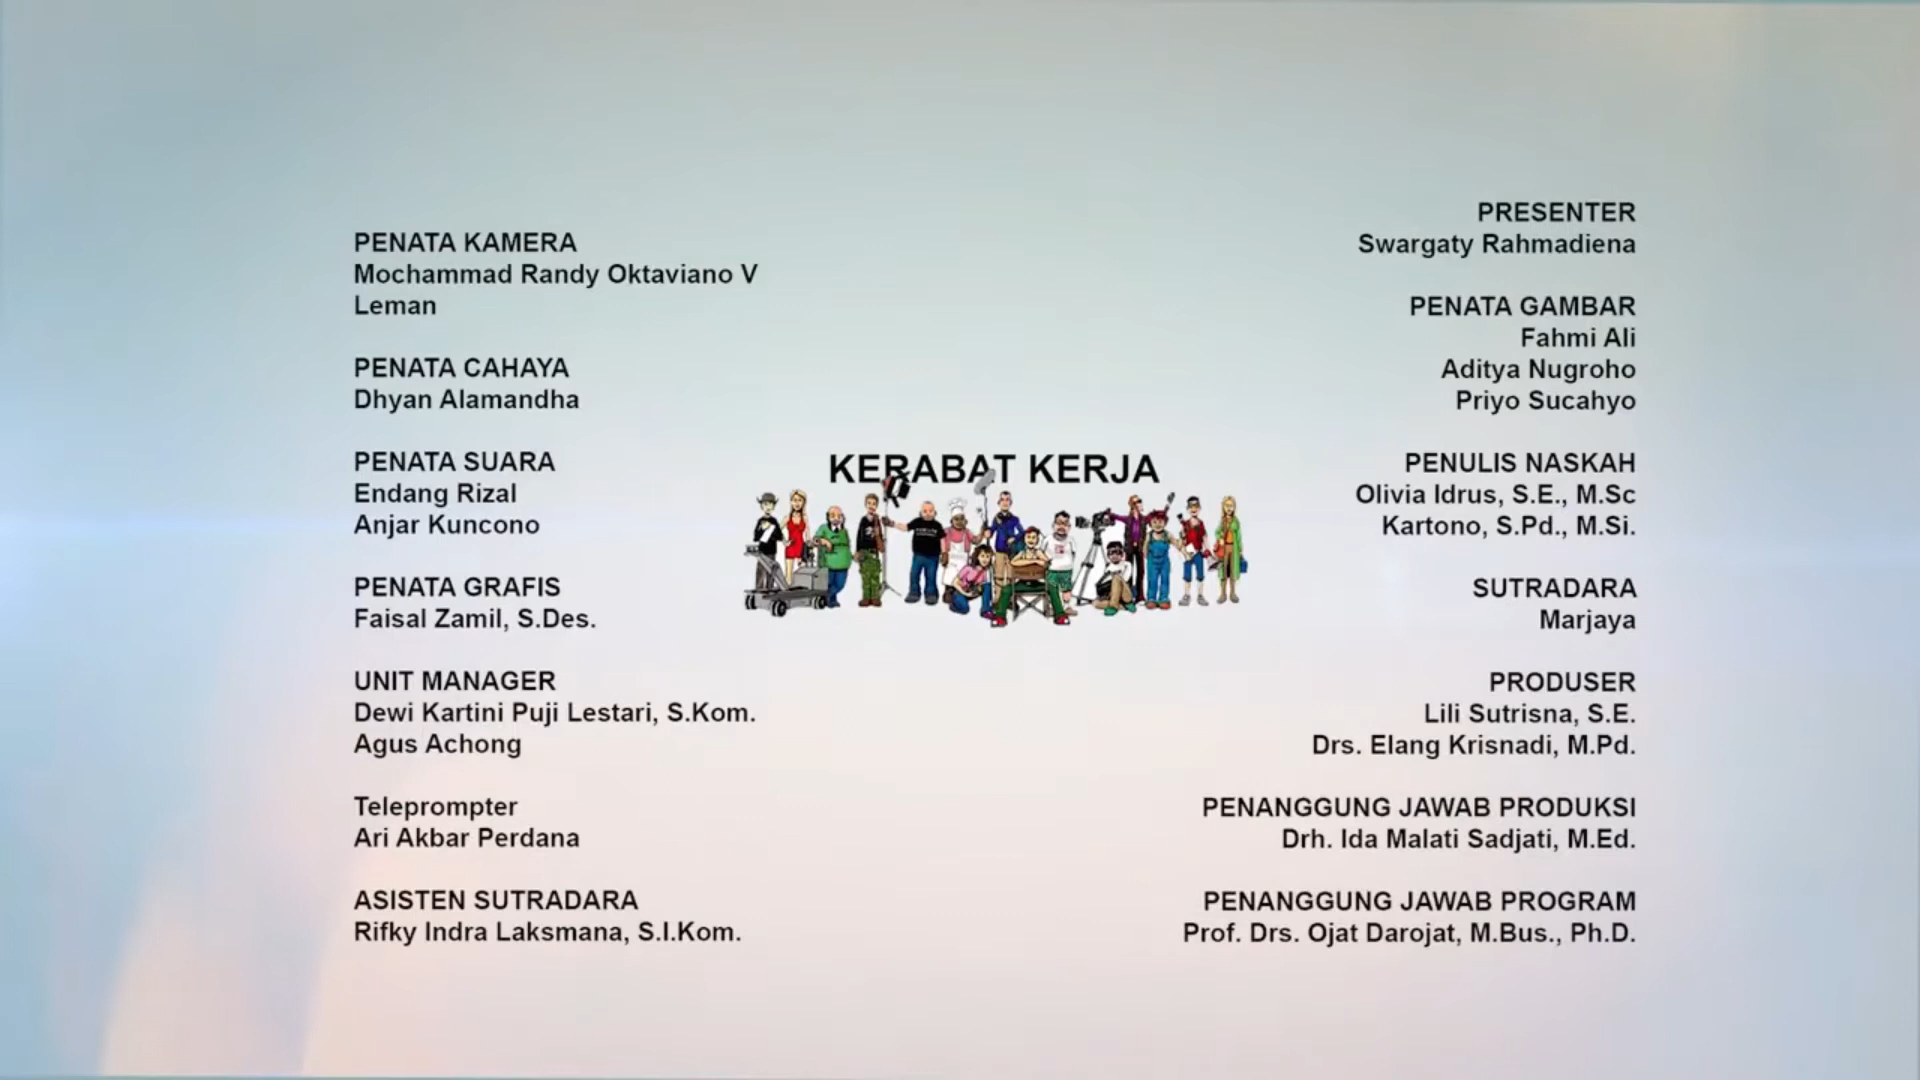 PENATA KAMERA
Mochammad Randy Oktaviano V
Leman
PENATA CAHAYA
Dhyan Alamandha
PENATA SUARA
Endang Rizal
Anjar Kuncono
PENATA GRAFIS
Faisal Zamil, S.Des.
UNIT MANAGER
Dewi Kartini Puji Lestari, S.Kom.
Agus Achong
Teleprompter
Ari Akbar Perdana
ASISTEN SUTRADARA
Rifky Indra Laksmana, S.I.Kom.
KERABAT KERJA
PRESENTER
Swargaty Rahmadiena
PENATA GAMBAR
Fahmi Ali
Aditya Nugroho
Priyo Sucahyo
PENULIS NASKAH
Olivia Idrus, S.E., M.Sc
Kartono, S.Pd., M.Si.
SUTRADARA
Marjaya
PRODUSER
Lili Sutrisna, S.E.
Drs. Elang Krisnadi, M.Pd.
PENANGGUNG JAWAB PRODUKSI
Drh. Ida Malati Sadjati, M.Ed.
PENANGGUNG JAWAB PROGRAM
Prof. Drs. Ojat Darojat, M.Bus., Ph.D.